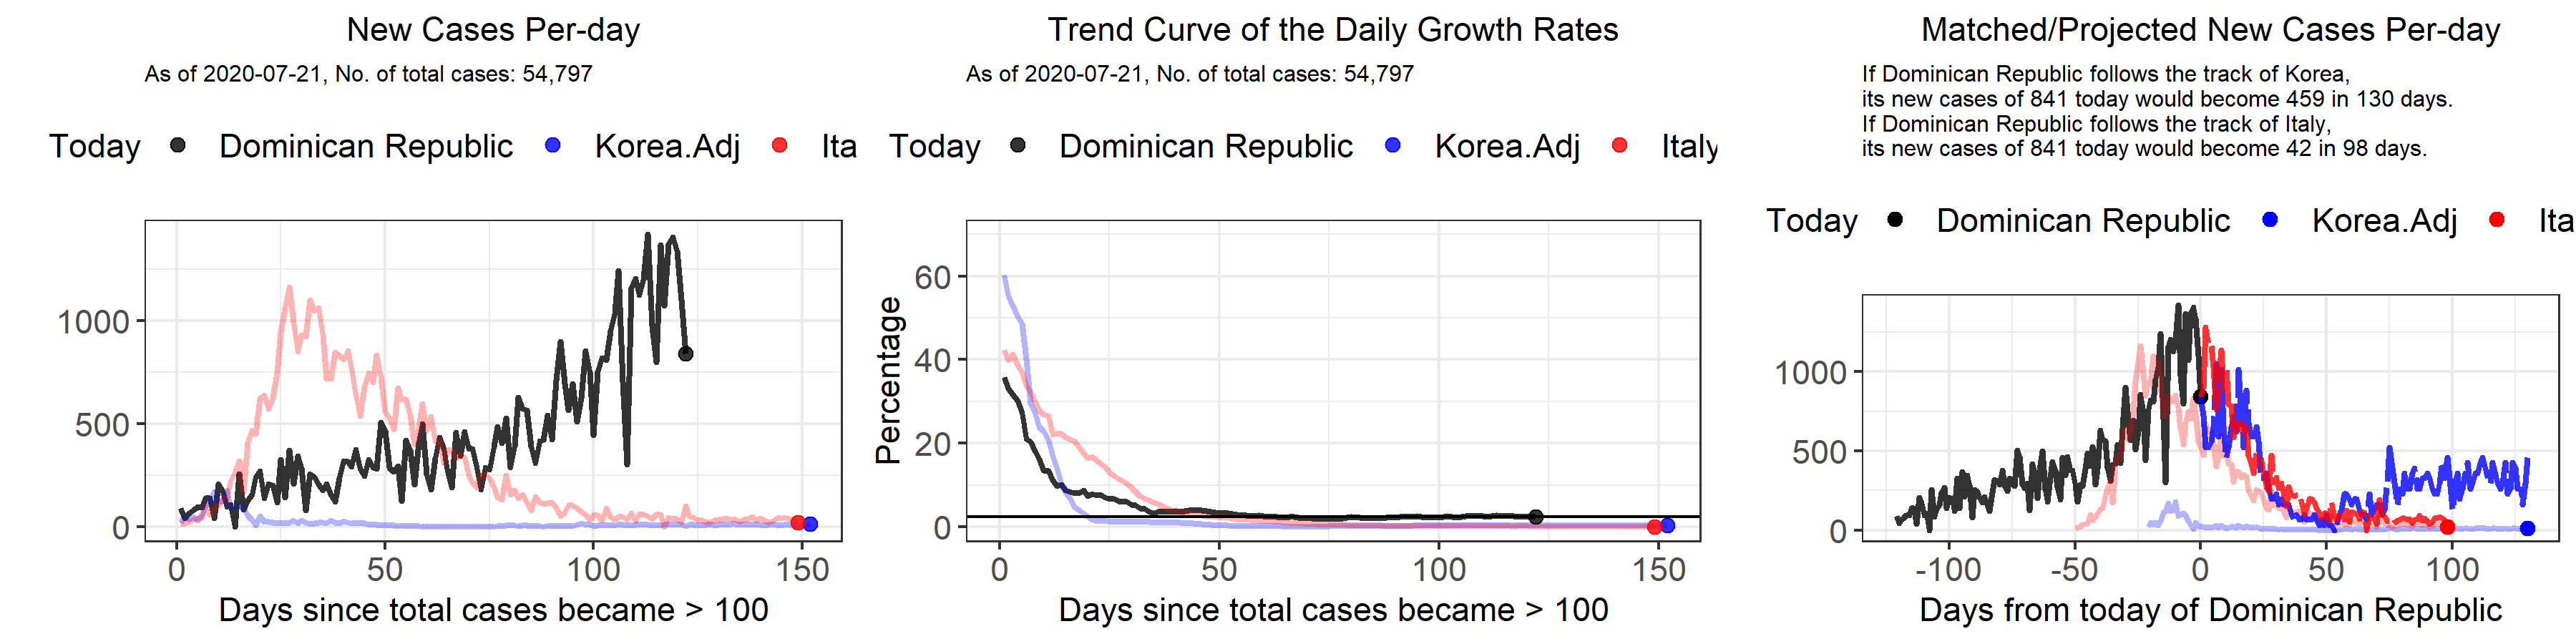 New Cases Per-day
As of 2020-07-21, No. of total cases: 54,797
Today Dominican Republic Korea.Adj Ita
1000
500
0
0 50 100 150
Days since total cases became > 100
Trend Curve of the Daily Growth Rates
As of 2020-07-21, No. of total cases: 54,797
Today Dominican Republic Korea.Adj Italy
Percentage
60
40
20
0
0 50 100 150
Days since total cases became > 100
Matched/Projected New Cases Per-day
If Dominican Republic follows the track of Korea,
its new cases of 841 today would become 459 in 130 days.
If Dominican Republic follows the track of Italy,
its new cases of 841 today would become 42 in 98 days.
Today Dominican Republic Korea.Adj Ita
1000
500
0
-100 -50 0 50 100
Days from today of Dominican Republic